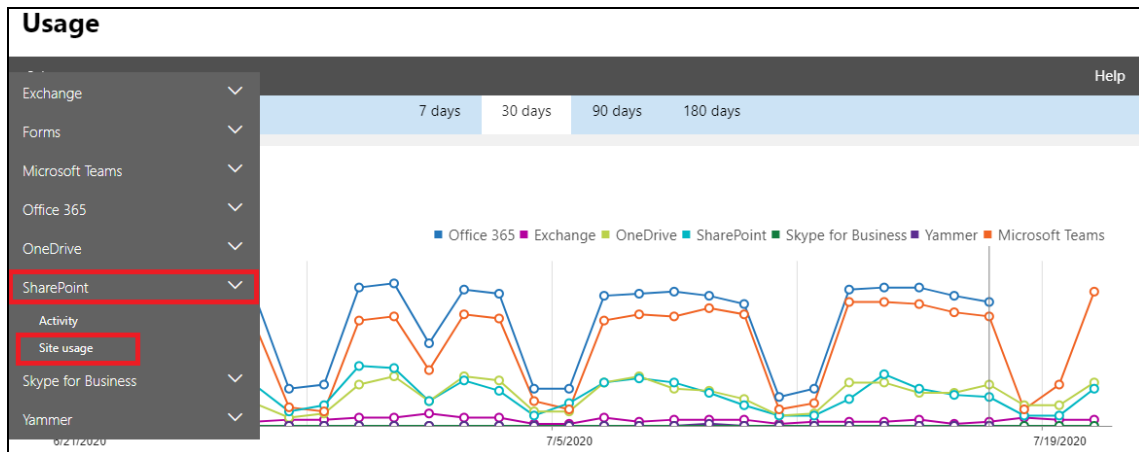 Usage
Help
Exchange
Forms
Microsoft Teams
Office 365
OneDrive
SharePoint
Activity
Site usage
Skype for Business
Yammer
7 days 30 days 90 days 180 days
Office 365 Exchange OneDrive SharePoint Skype for Business Yammer Microsoft Teams
6/21/2020 7/5/2020 7/19/2020